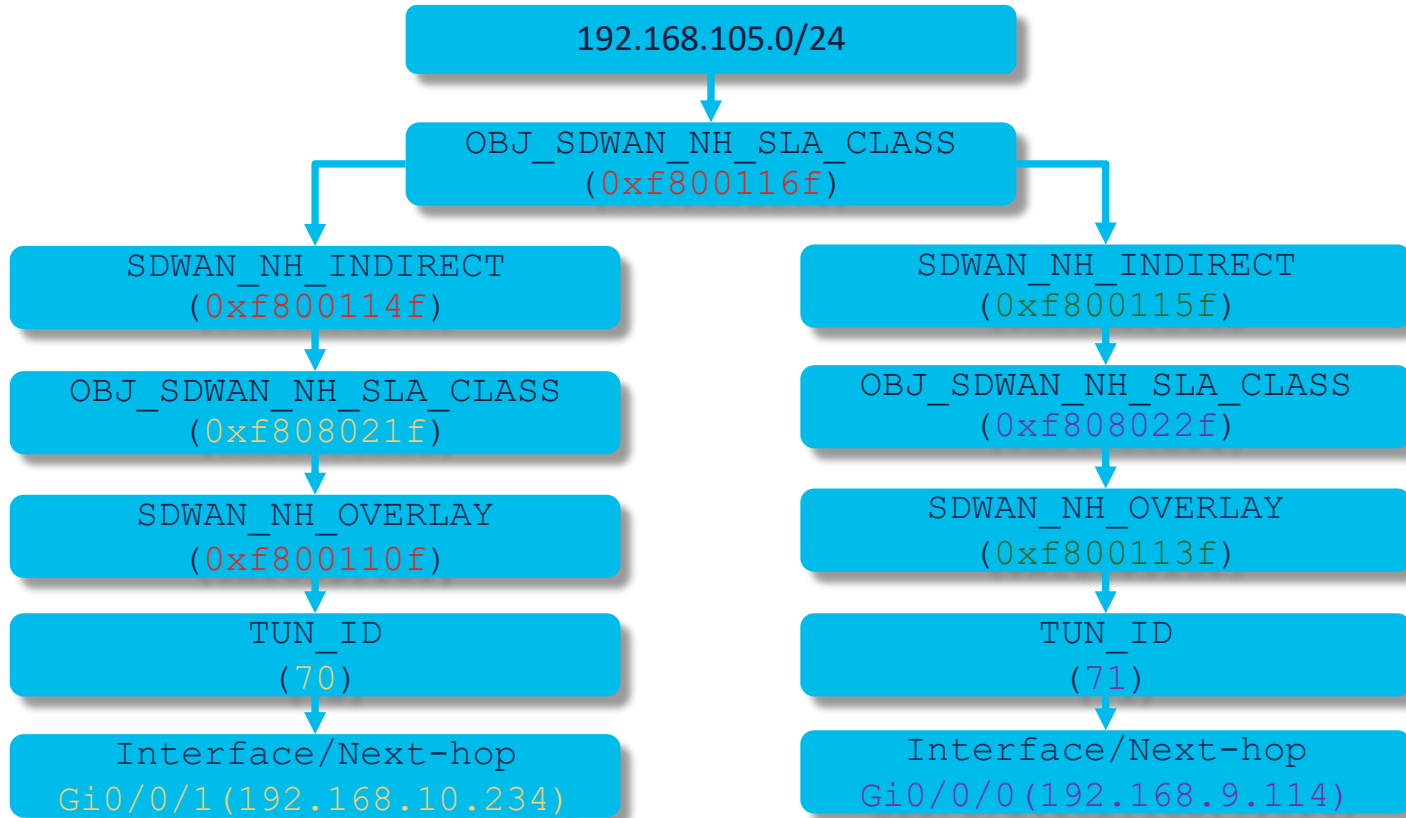 192.168.105.0/24
OBJ_SDWAN_NH_SLA_CLASS
(0xf800116f)
SDWAN_NH_INDIRECT
(0xf800114f)
OBJ_SDWAN_NH_SLA_CLASS
(0xf808021f)
SDWAN_NH_OVERLAY
(0xf800110f)
TUN_ID
(70)
Interface/Next-hop
Gi0/0/1(192.168.10.234)
SDWAN_NH_INDIRECT
(0xf800115f)
OBJ_SDWAN_NH_SLA_CLASS
(0xf808022f)
SDWAN_NH_OVERLAY
(0xf800113f)
TUN_ID
(71)
Interface/Next-hop
Gi0/0/0(192.168.9.114)